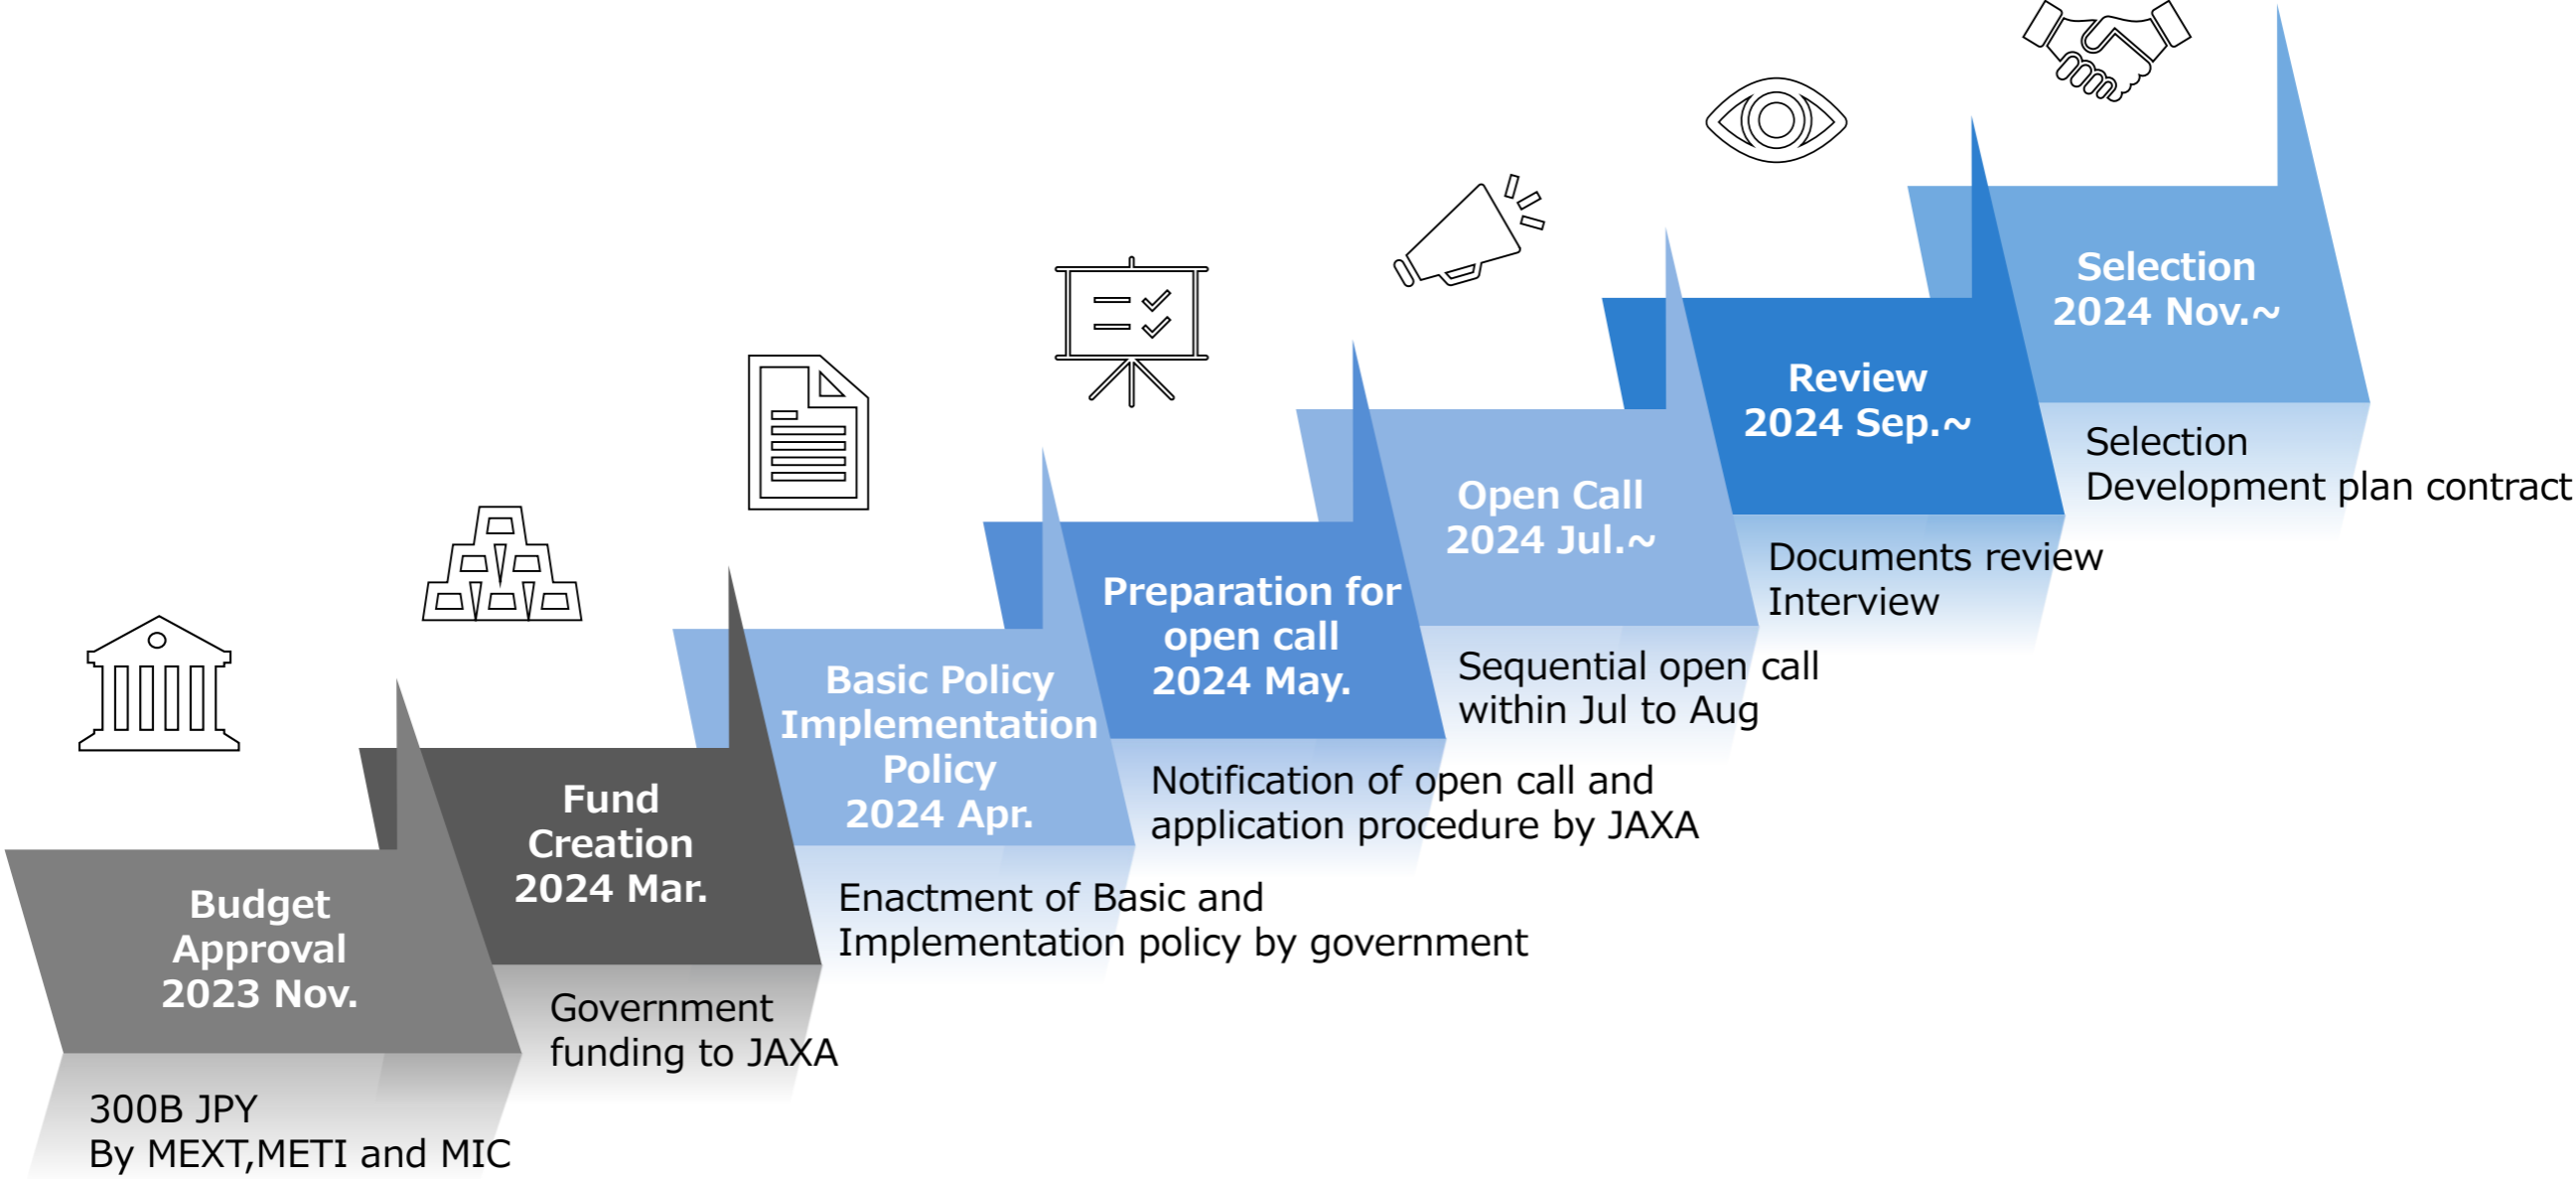 Budget
Approval
2023 Nov.
300B JPY
By MEXT,METI and MIC
Fund
Creation
2024 Mar.
Government
funding to JAXA
Basic Policy
Implementation
Policy
2024 Apr.
Enactment of Basic and
Implementation policy by government
Preparation for
open call
2024 May.
Notification of open call and
application procedure by JAXA
Open Call
2024 Jul.~
Sequential open call
within Jul to Aug
Review
2024 Sep.~
Documents review
Interview
Selection
2024 Nov.~
Selection
Development plan contract